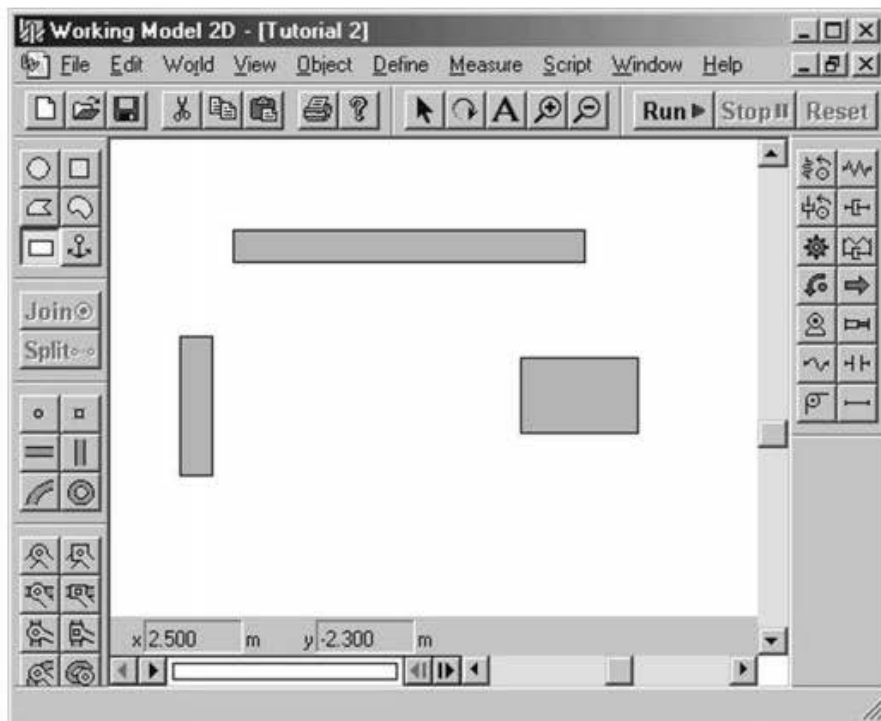 Working Model 2D - [Tutorial 2]
File Edit World View Object Define Measure Script Window Help
A Run Stop Reset
Join
Split
x 2.500 m y -2.300 m